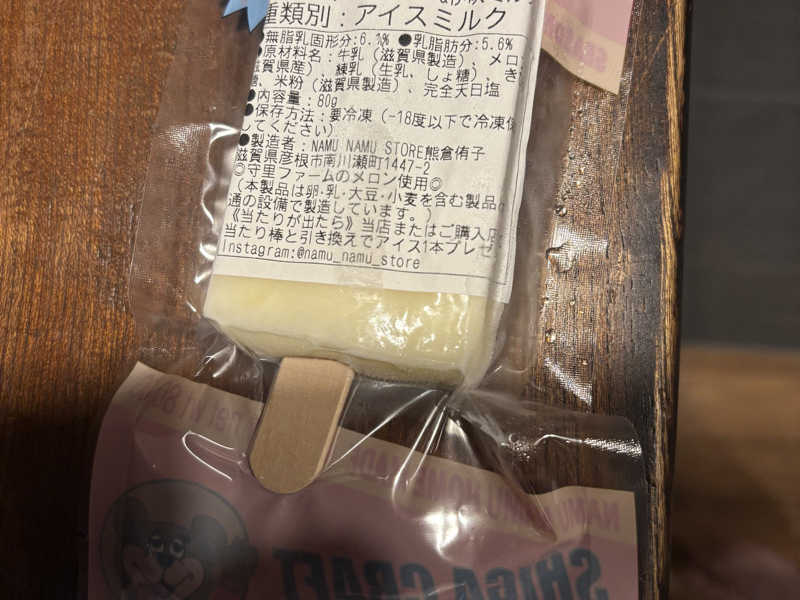 種類別：アイスミルク
無脂乳固形分：6.1% ●乳脂肪分：5.6%
●原材料名：牛乳（滋賀県製造）、メロ
滋賀県産）、練乳（生乳、しょ糖）、き
、米粉（滋賀県製造）、完全天日塩
●内容量：80g
●保存方法：要冷凍（-18度以下で冷凍保
してください）
●製造者：NAMU NAMU STORE熊倉侑子
滋賀県彦根市南川瀬町1447-2
◎守里ファームのメロン使用◎
（本製品は卵・乳・大豆・小麦を含む製品
通の設備で製造しています。）
《当たりが出たら》当店またはご購入店
当たり棒と引き換えでアイス1本プレゼ
Instagram:@namu_namu_store
NAMU NAMU HOMEMADE
SHIGA CRAFT